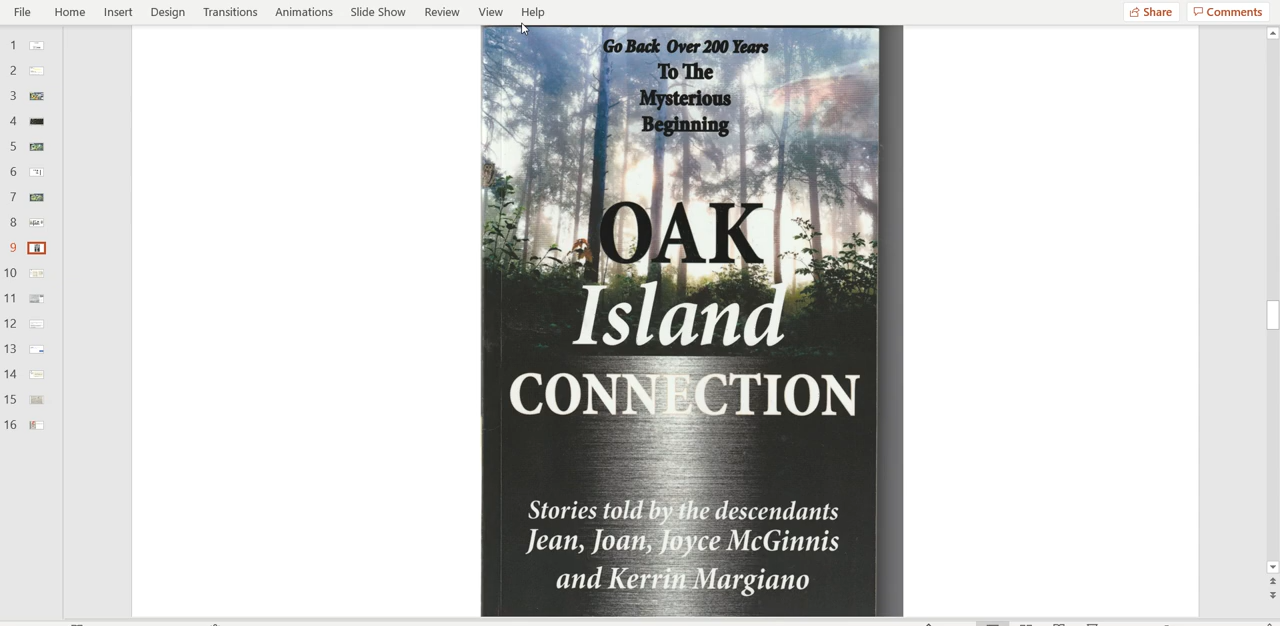 File Home Insert Design Transitions Animations Slide Show Review View Help Share Comments
1
2
3
4
5
6
7
8
9
10
11
12
13
14
15
16
Go Back Over 200 Years
To The
Mysterious
Beginning
OAK
Island
CONNECTION
Stories told by the descendants
Jean, Joan, Joyce McGinnis
and Kerrin Margiano